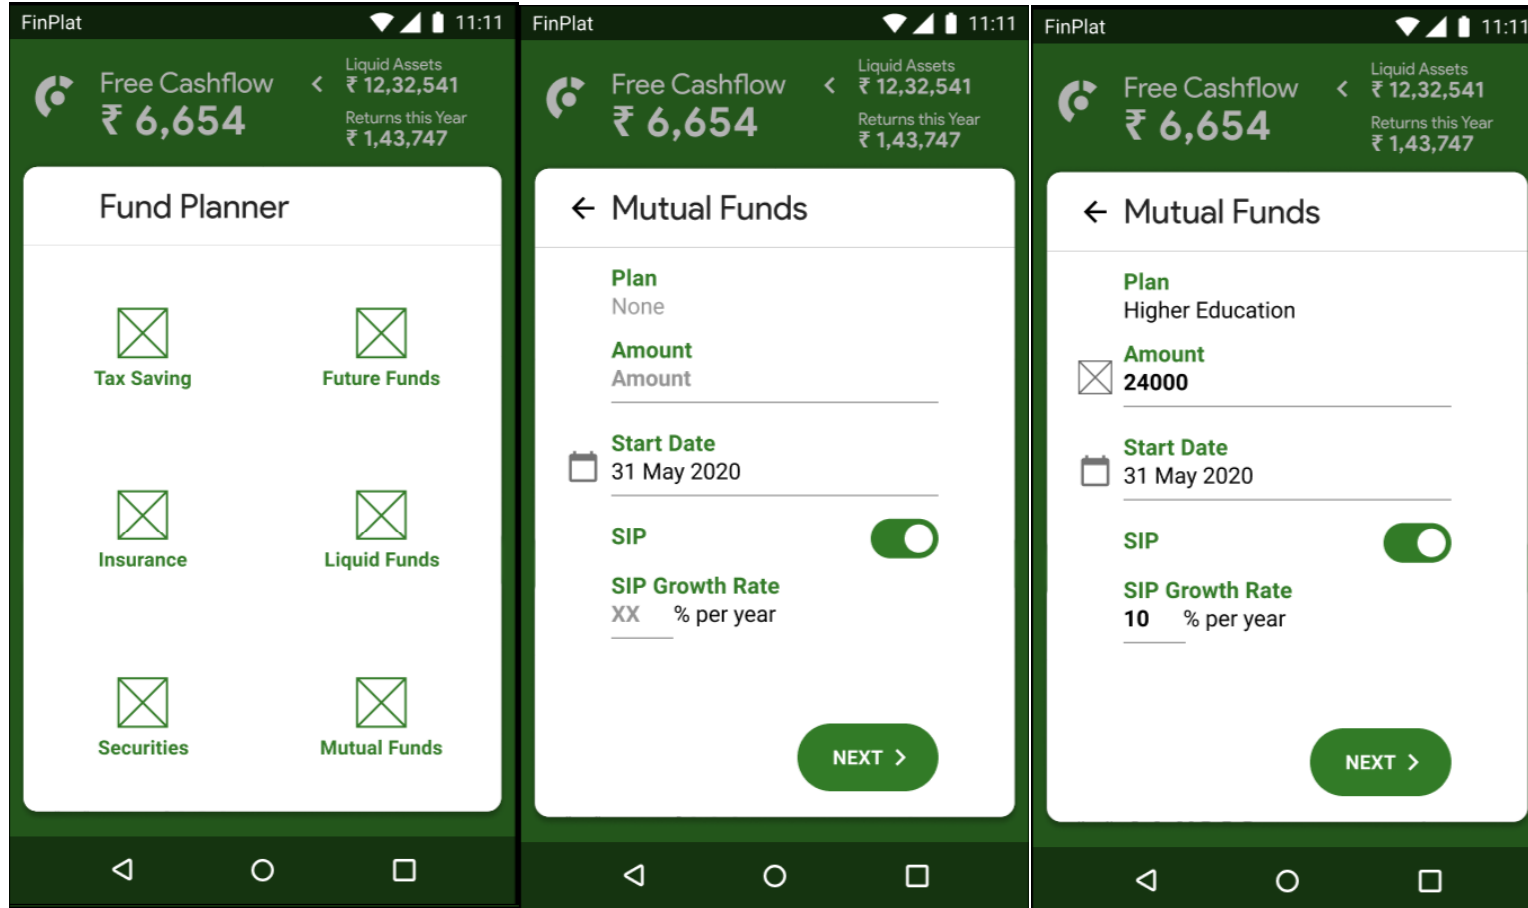 FinPlat 11:11
Free Cashflow
₹ 6,654
Liquid Assets
₹ 12,32,541
Returns this Year
₹ 1,43,747
Fund Planner
Tax Saving
Future Funds
Insurance
Liquid Funds
Securities
Mutual Funds
FinPlat 11:11
Free Cashflow
₹ 6,654
Liquid Assets
₹ 12,32,541
Returns this Year
₹ 1,43,747
Mutual Funds
Plan
None
Amount
Amount
Start Date
31 May 2020
SIP
SIP Growth Rate
XX % per year
NEXT
FinPlat 11:11
Free Cashflow
₹ 6,654
Liquid Assets
₹ 12,32,541
Returns this Year
₹ 1,43,747
Mutual Funds
Plan
Higher Education
Amount
24000
Start Date
31 May 2020
SIP
SIP Growth Rate
10 % per year
NEXT